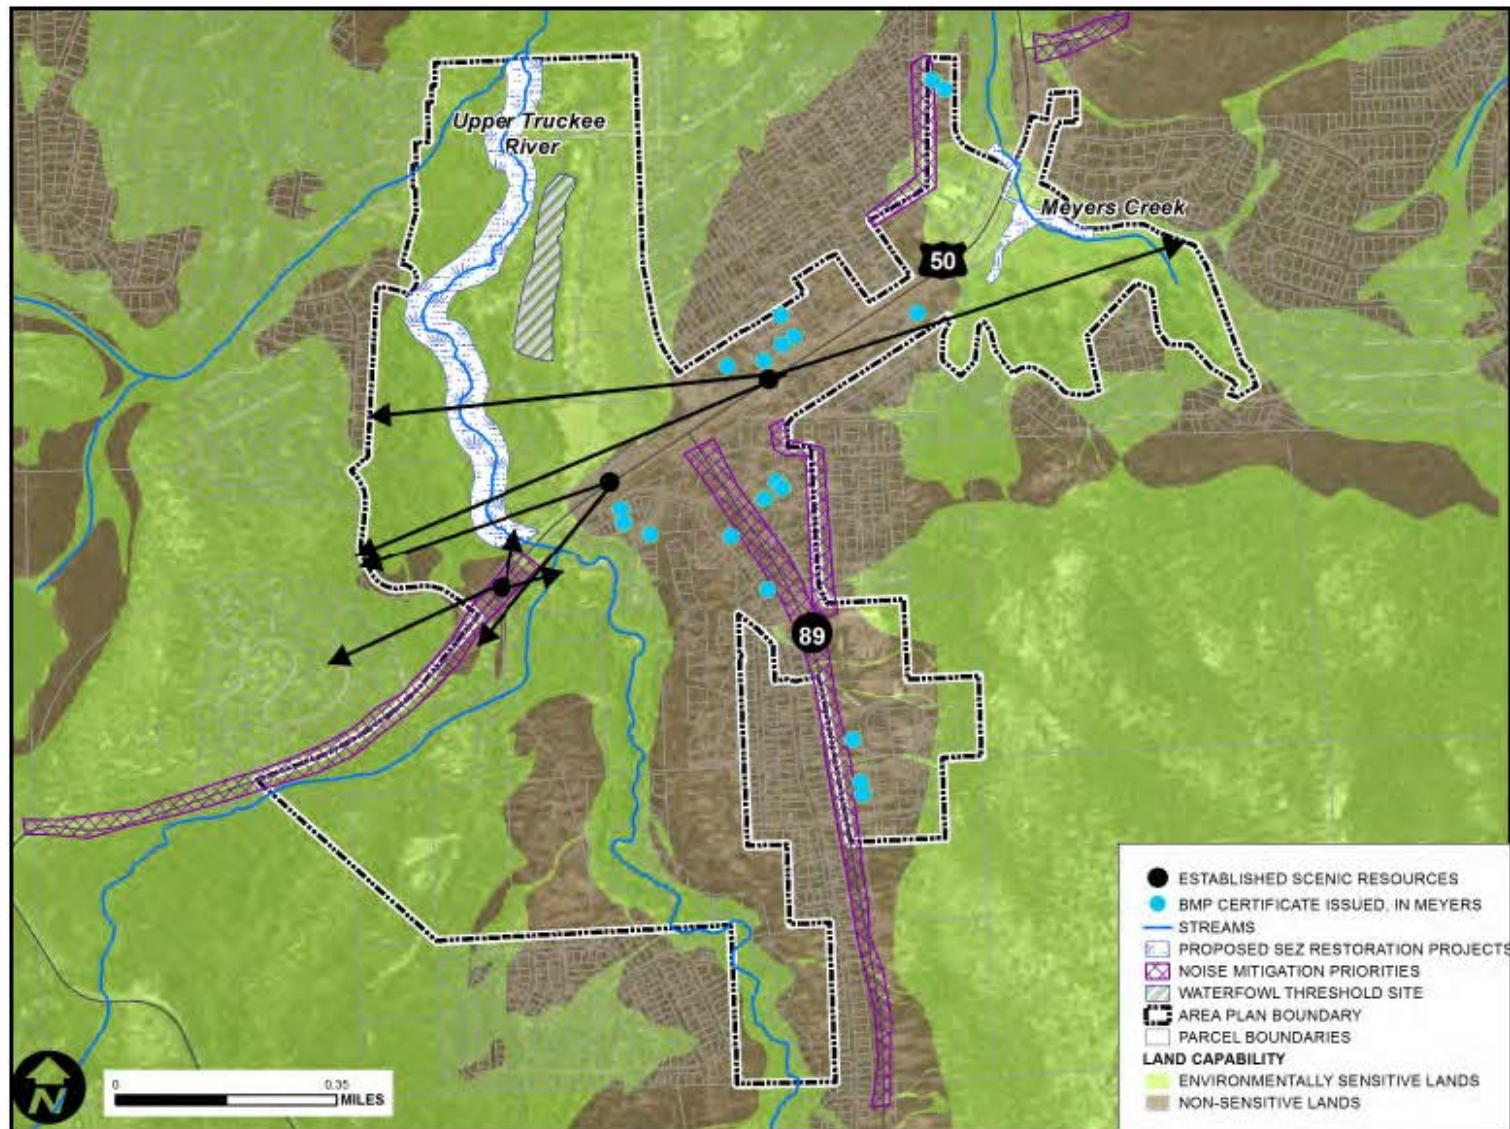 Upper Truckee
River
Meyers Creek
50
89
ESTABLISHED SCENIC RESOURCES
BMP CERTIFICATE ISSUED, IN MEYERS
STREAMS
PROPOSED SEZ RESTORATION PROJECTS
NOISE MITIGATION PRIORITIES
WATERFOWL THRESHOLD SITE
AREA PLAN BOUNDARY
PARCEL BOUNDARIES
LAND CAPABILITY
ENVIRONMENTALLY SENSITIVE LANDS
NON-SENSITIVE LANDS
N
0 0.35
MILES